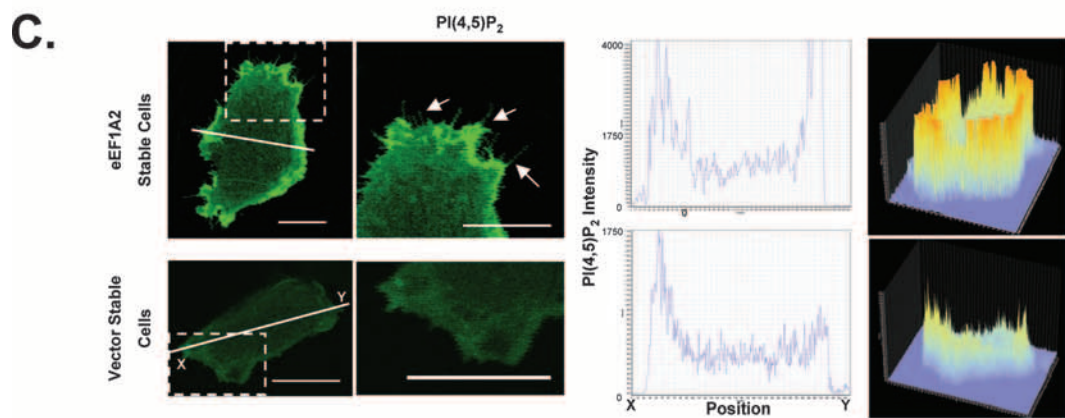 C.
PI(4,5)P2
eEF1A2
Stable Cells
Vector Stable
Cells
Y
X
PI(4,5)P2 Intensity
4000
1750
0
0
1750
0
X
Position
Y